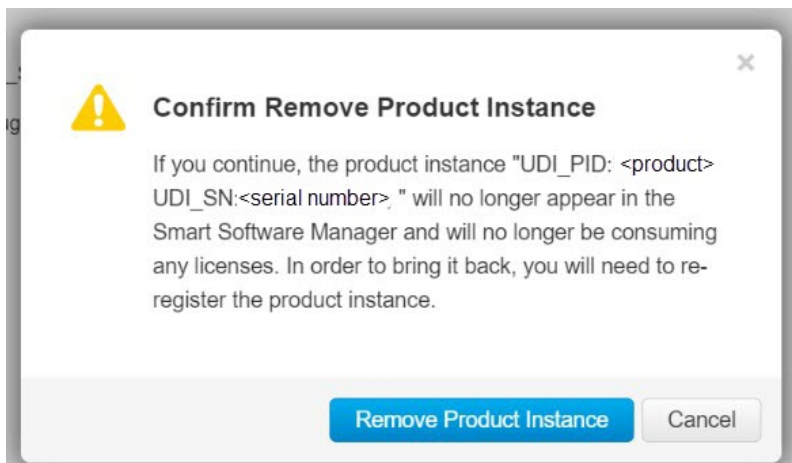 ×
Confirm Remove Product Instance
If you continue, the product instance "UDI_PID: <product>
UDI_SN:<serial number>, " will no longer appear in the
Smart Software Manager and will no longer be consuming
any licenses. In order to bring it back, you will need to re-
register the product instance.
Remove Product Instance Cancel